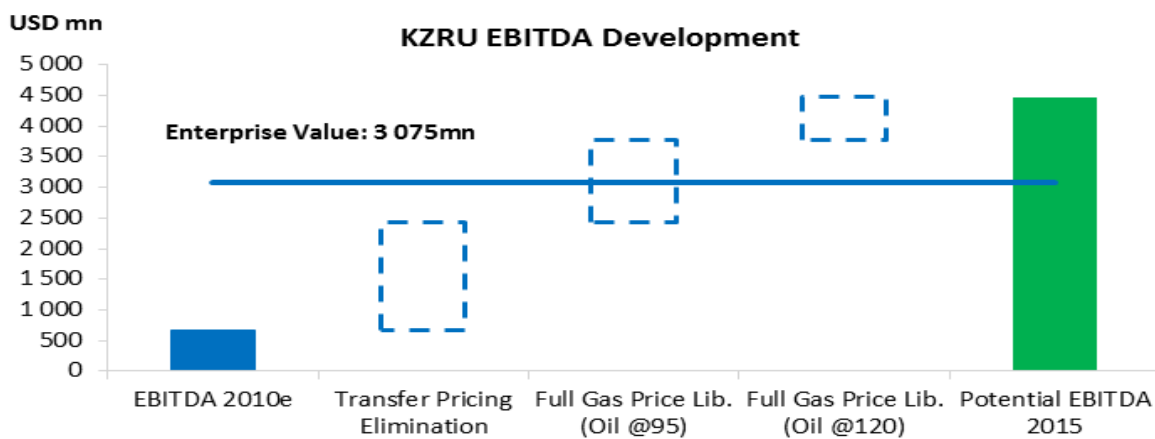 USD mn
KZRU EBITDA Development
5 000
4 500
4 000
3 500
3 000
2 500
2 000
1 500
1 000
500
0
Enterprise Value: 3 075mn
EBITDA 2010e
Transfer Pricing
Elimination
Full Gas Price Lib.
(Oil @95)
Full Gas Price Lib.
(Oil @120)
Potential EBITDA
2015